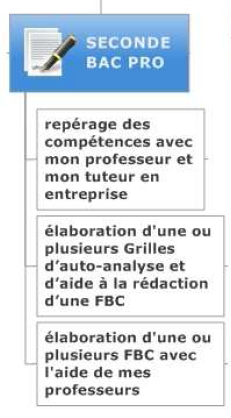 SECONDE
BAC PRO
repérage des
compétences avec
mon professeur et
mon tuteur en
entreprise
élaboration d'une ou
plusieurs Grilles
d'auto-analyse et
d'aide à la rédaction
d'une FBC
élaboration d'une ou
plusieurs FBC avec
l'aide de mes
professeurs